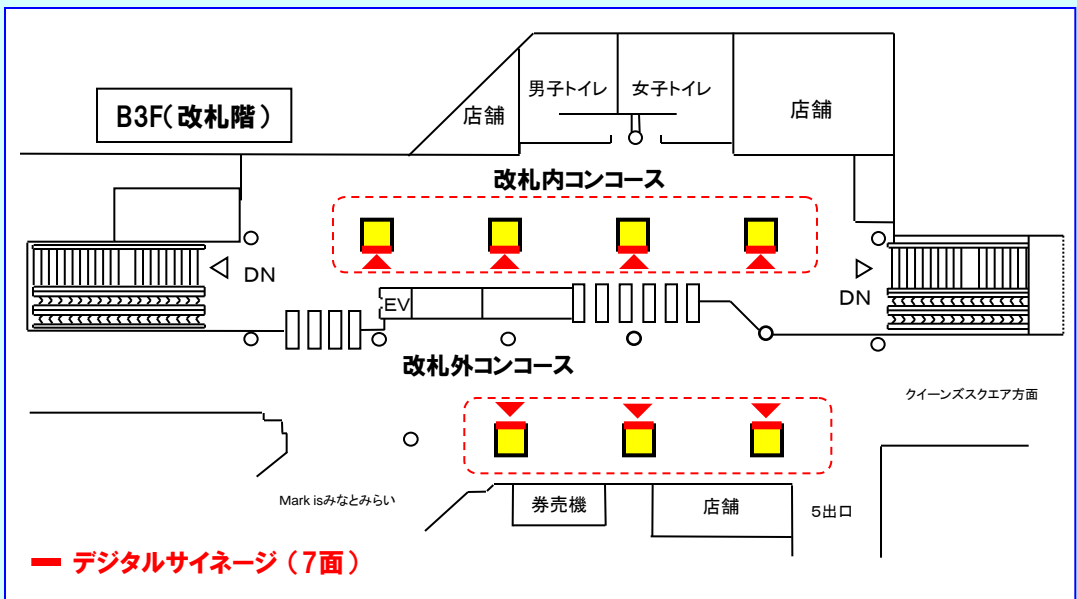 B3F(改札階)
店舗
男子トイレ
女子トイレ
店舗
改札内コンコース
DN
DN
EV
改札外コンコース
クイーンズスクエア方面
Mark isみなとみらい
券売機
店舗
5出口
デジタルサイネージ(7面)